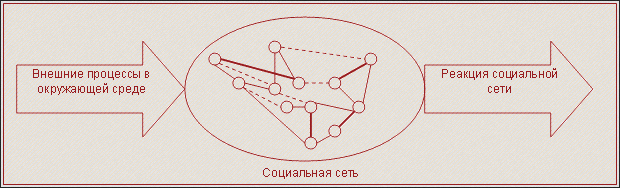 Внешние процессы в
окружающей среде
Реакция социальной
сети
Социальная сеть